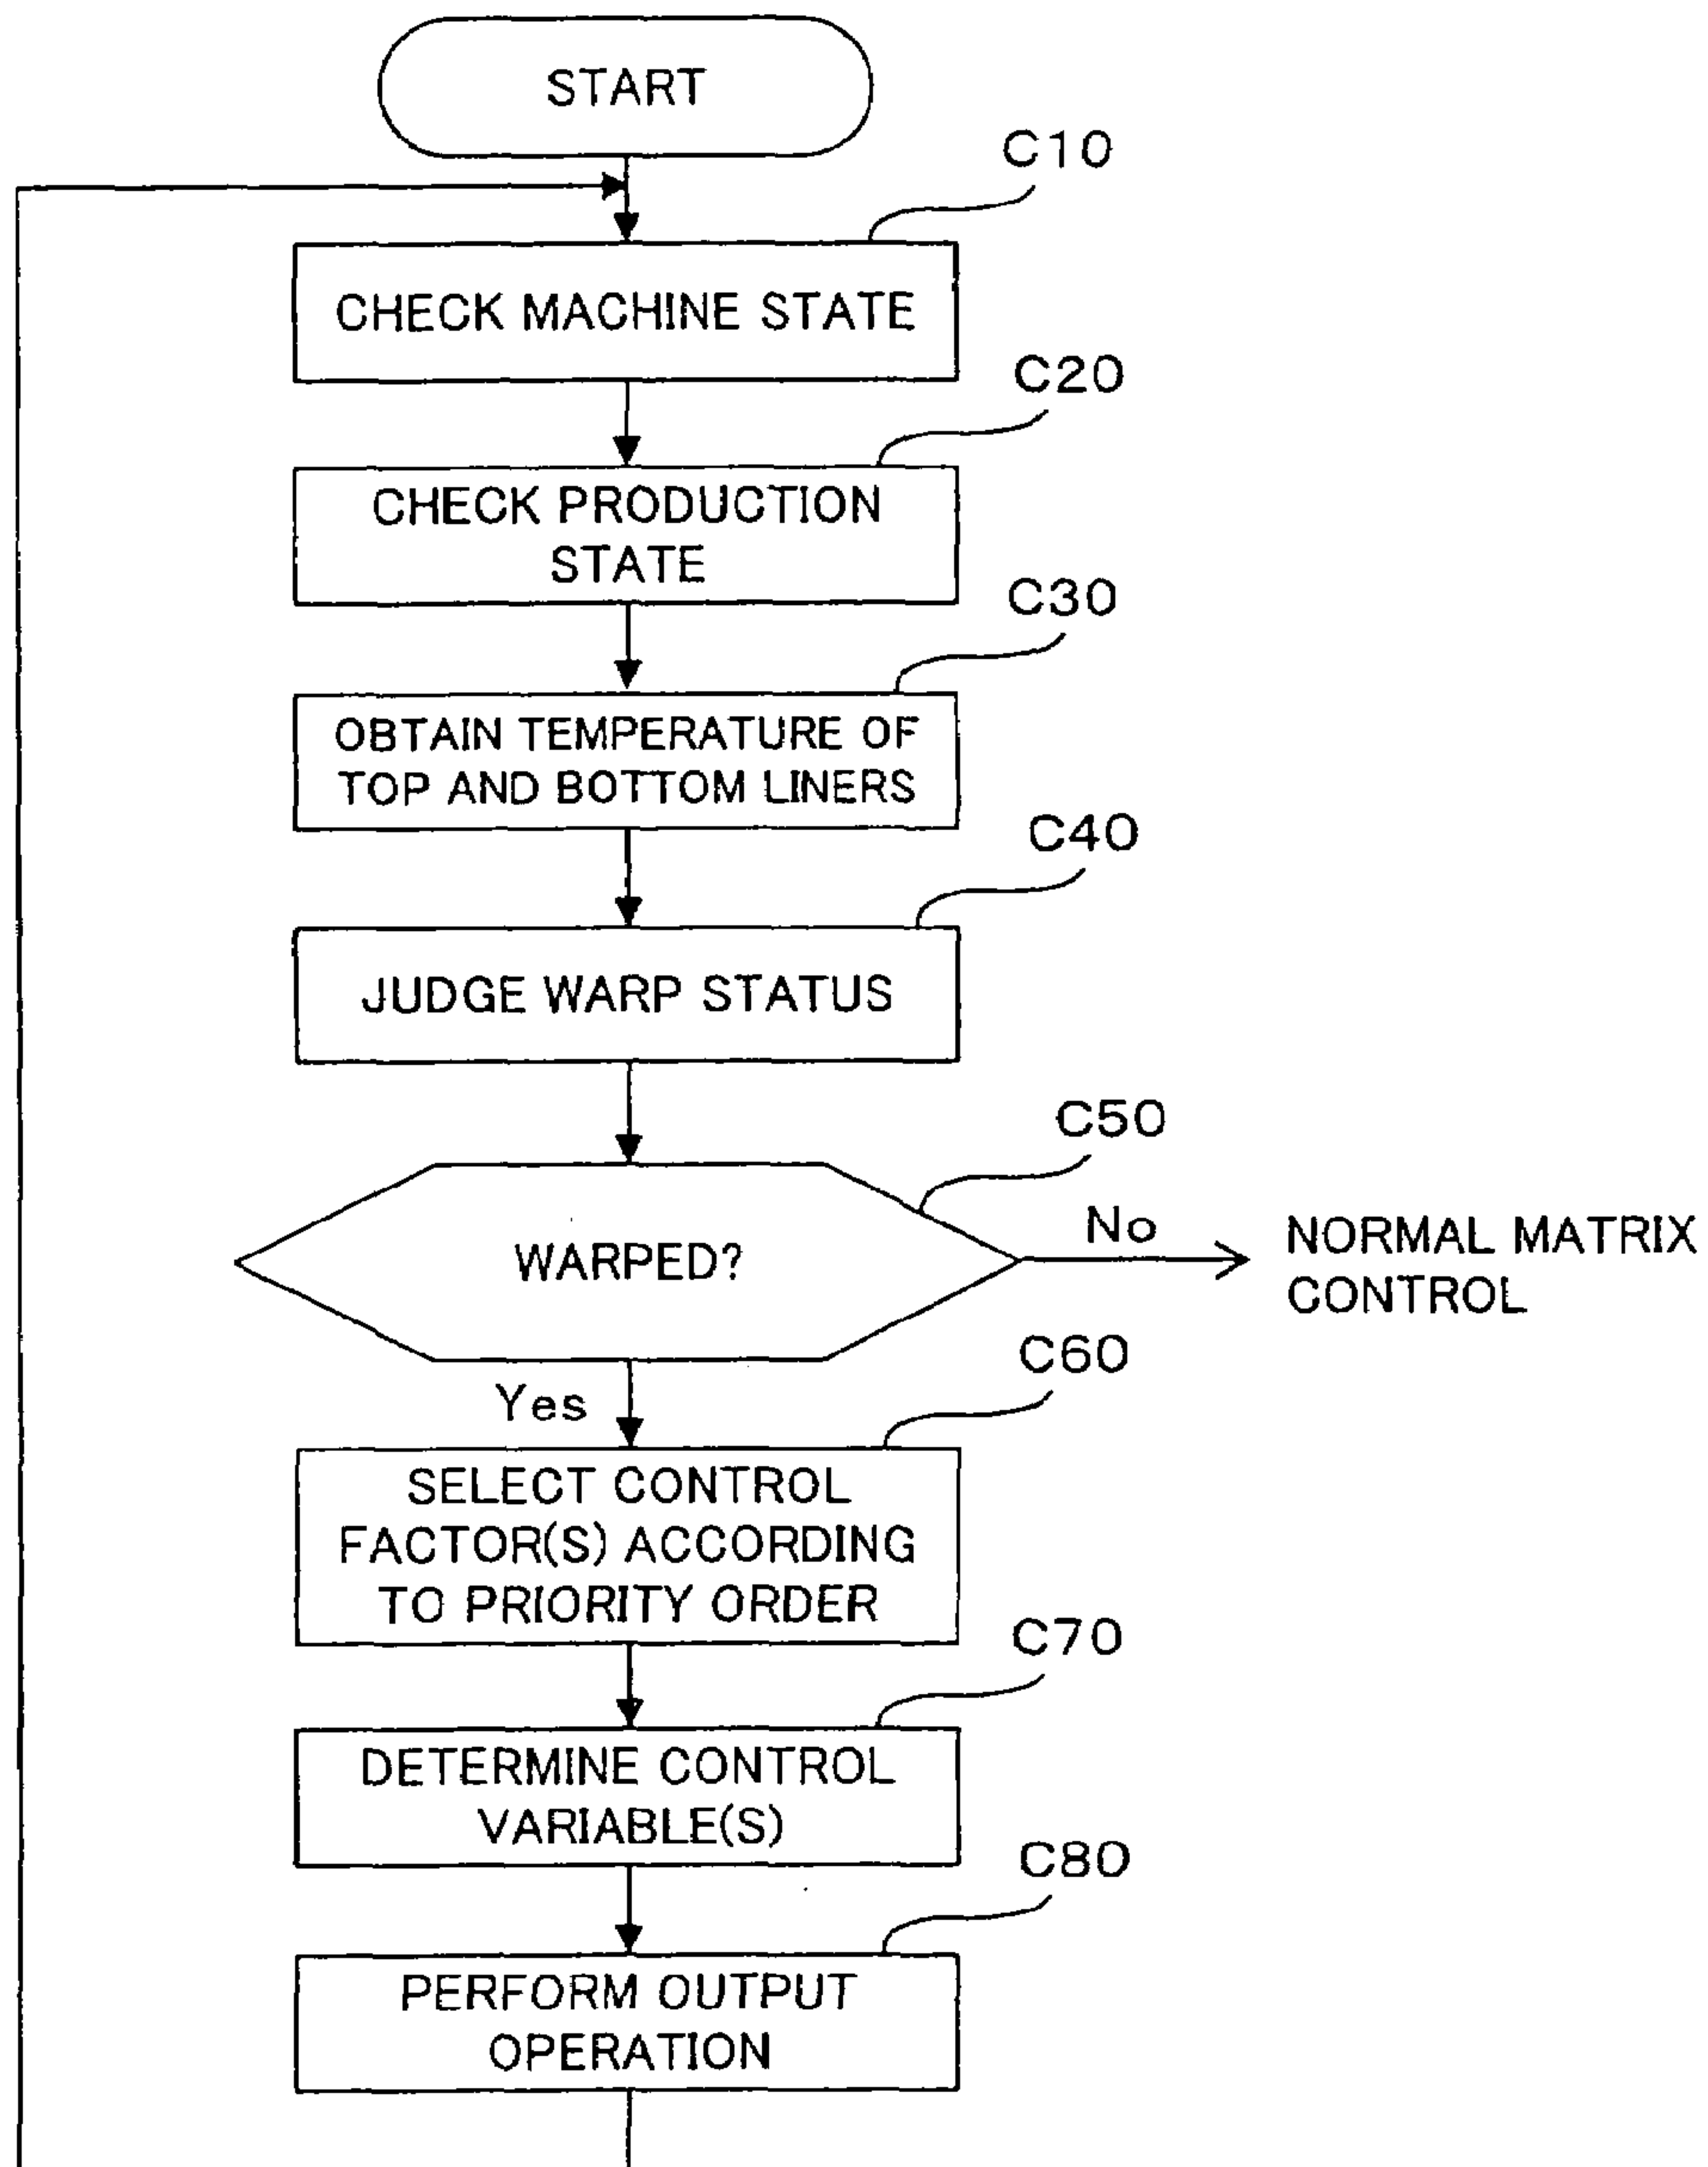 START
C10
CHECK MACHINE STATE
C20
CHECK PRODUCTION
STATE
C30
OBTAIN TEMPERATURE OF
TOP AND BOTTOM LINERS
C40
JUDGE WARP STATUS
C50
WARPED?
No
NORMAL MATRIX
CONTROL
C60
Yes
SELECT CONTROL
FACTOR(S) ACCORDING
TO PRIORITY ORDER
C70
DETERMINE CONTROL
VARIABLE(S)
C80
PERFORM OUTPUT
OPERATION